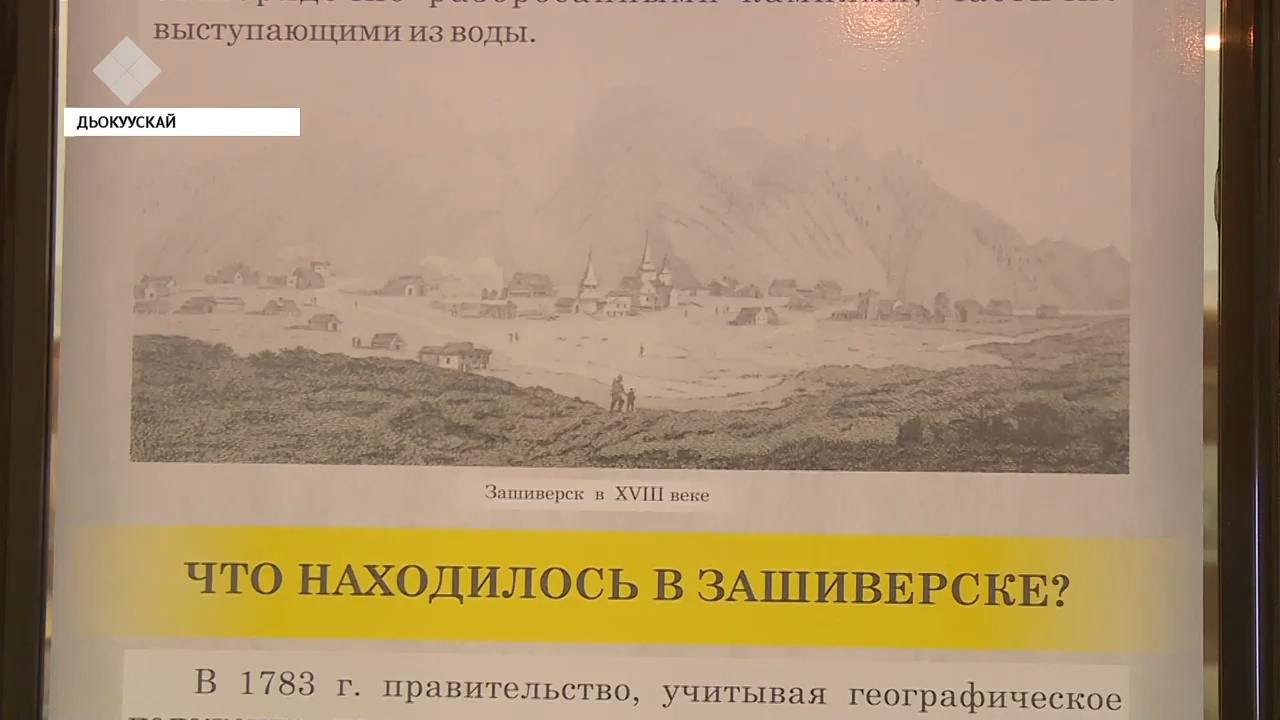 выступающими из воды.
ДЬОКУУСКАЙ
Зашиверск в XVIII веке
ЧТО НАХОДИЛОСЬ В ЗАШИВЕРСКЕ?
В 1783 г. правительство, учитывая географическое